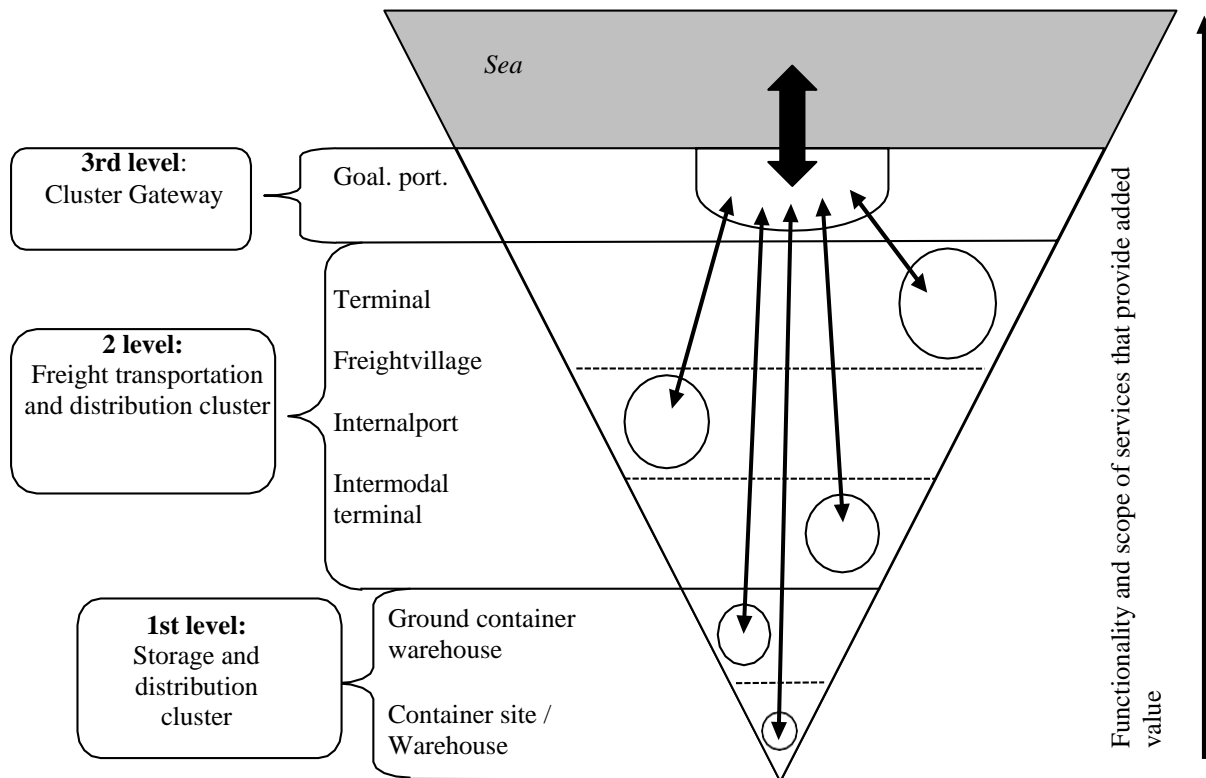 Sea
3rd level:
Cluster Gateway
Goal. port.
2 level:
Freight transportation
and distribution cluster
Terminal
Freightvillage
Internalport
Intermodal
terminal
1st level:
Storage and
distribution
cluster
Ground container
warehouse
Container site /
Warehouse
Functionality and scope of services that provide added
value